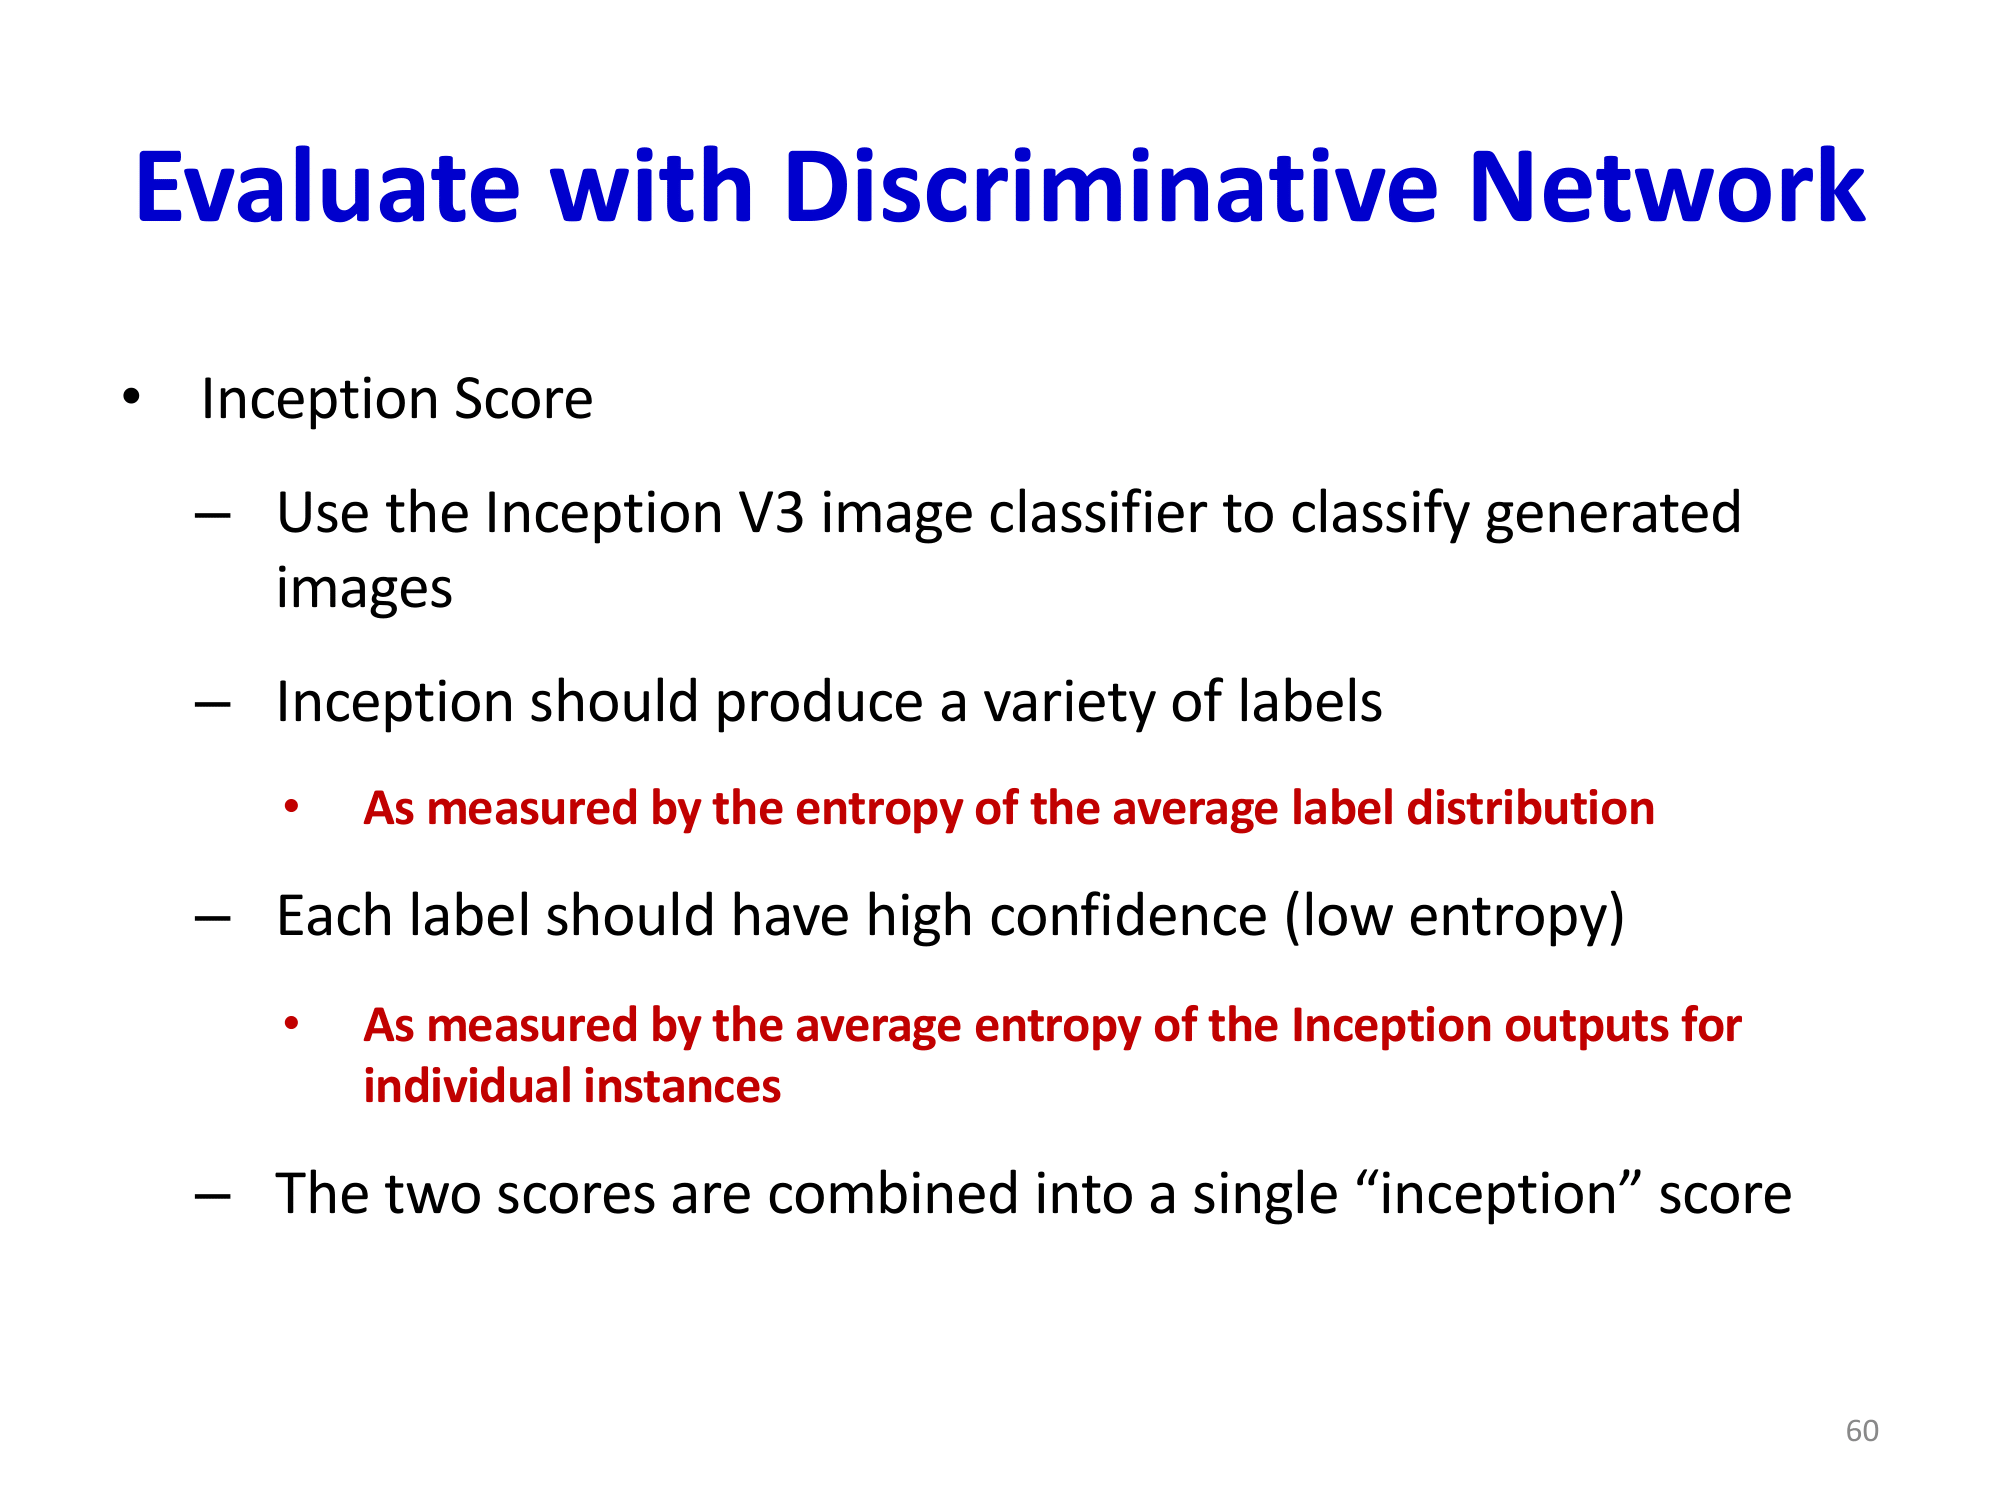 Evaluate with Discriminative Network
• Inception Score
– Use the Inception V3 image classifier to classify generated
images
– Inception should produce a variety of labels
• As measured by the entropy of the average label distribution
– Each label should have high confidence (low entropy)
• As measured by the average entropy of the Inception outputs for
individual instances
– The two scores are combined into a single “inception” score
60